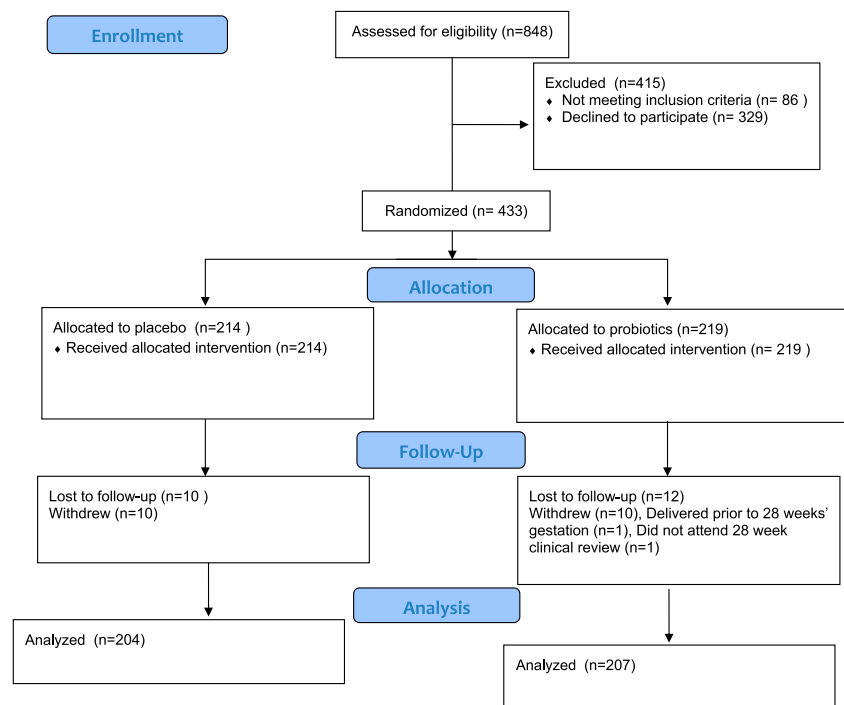 Enrollment
Assessed for eligibility (n=848)
Excluded (n=415)
♦ Not meeting inclusion criteria (n= 86 )
♦ Declined to participate (n= 329)
Randomized (n= 433)
Allocation
Allocated to placebo (n=214 )
♦ Received allocated intervention (n=214)
Allocated to probiotics (n=219)
♦ Received allocated intervention (n= 219 )
Follow-Up
Lost to follow-up (n=10 )
Withdrew (n=10)
Lost to follow-up (n=12)
Withdrew (n=10), Delivered prior to 28 weeks’
gestation (n=1), Did not attend 28 week
clinical review (n=1)
Analysis
Analyzed (n=204)
Analyzed (n=207)